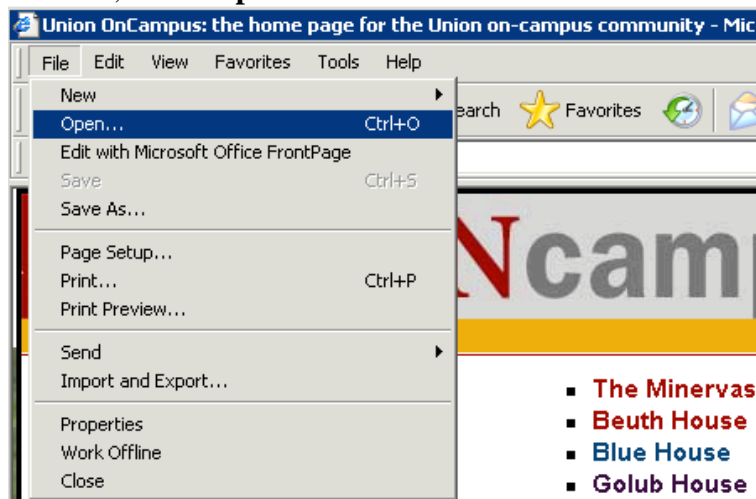 Union OnCampus: the home page for the Union on-campus community - Mic
File Edit View Favorites Tools Help
New
earch Favorites
Open... Ctrl+O
Edit with Microsoft Office FrontPage
Save Ctrl+S
Save As...
Ncam
Page Setup...
Print... Ctrl+P
Print Preview...
Send
Import and Export...
The Minervas
Properties
Beuth House
Work Offline
Blue House
Close
Golub House